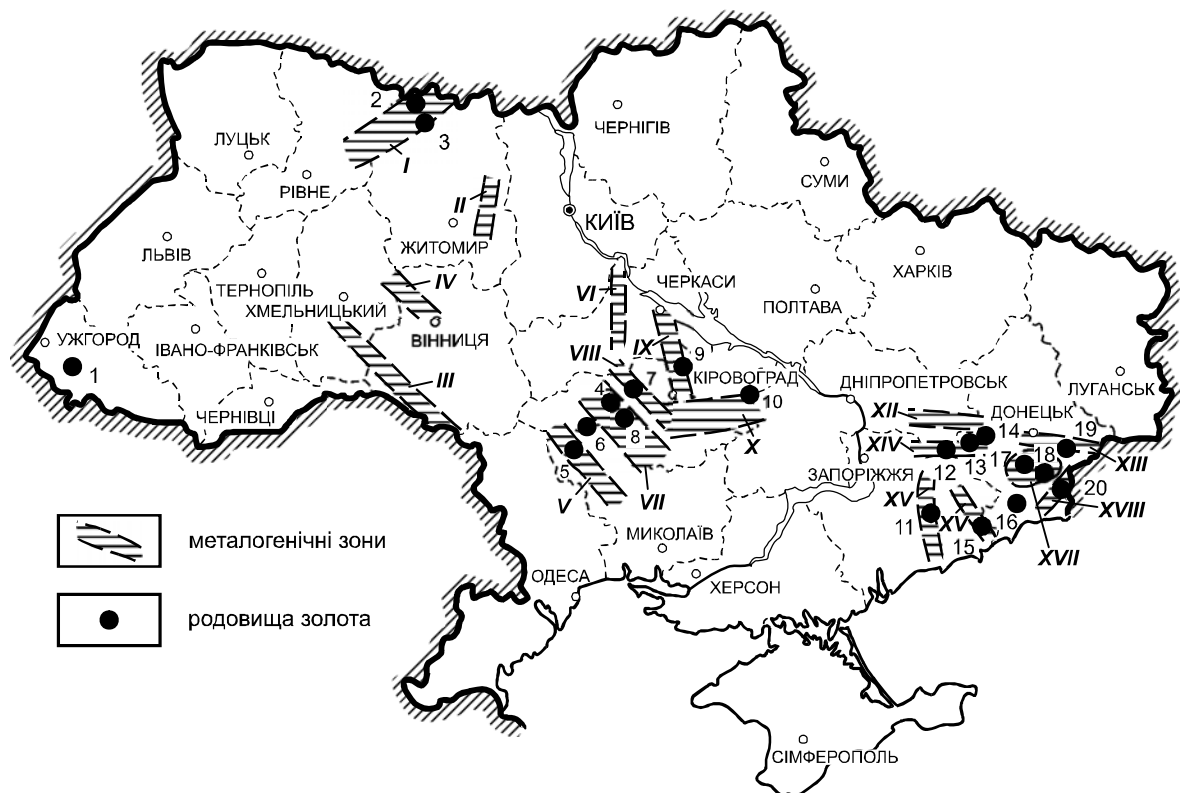 2
3
I
ЧЕРНІГІВ
ЛУЦЬК
РІВНЕ
СУМИ
II
КИЇВ
ЖИТОМИР
ЛЬВІВ
ХАРКІВ
ТЕРНОПІЛЬ
IV
VI
ЧЕРКАСИ
ПОЛТАВА
ХМЕЛЬНИЦЬКИЙ
ВІННИЦЯ
УЖГОРОД
ІВАНО-ФРАНКІВСЬК
1
III
VIII
IX
9
7
4
КІРОВОГРАД
10
ДНІПРОПЕТРОВСЬК
ЛУГАНСЬК
ЧЕРНІВЦІ
XII
ДОНЕЦЬК
14
19
8
6
5
X
XIV
12
13
17
18
XIII
ЗАПОРІЖЖЯ
V
VII
XV
11
XV
15
16
20
XVIII
XVII
МИКОЛАЇВ
металогенічні зони
ОДЕСА
ХЕРСОН
родовища золота
СІМФЕРОПОЛЬ